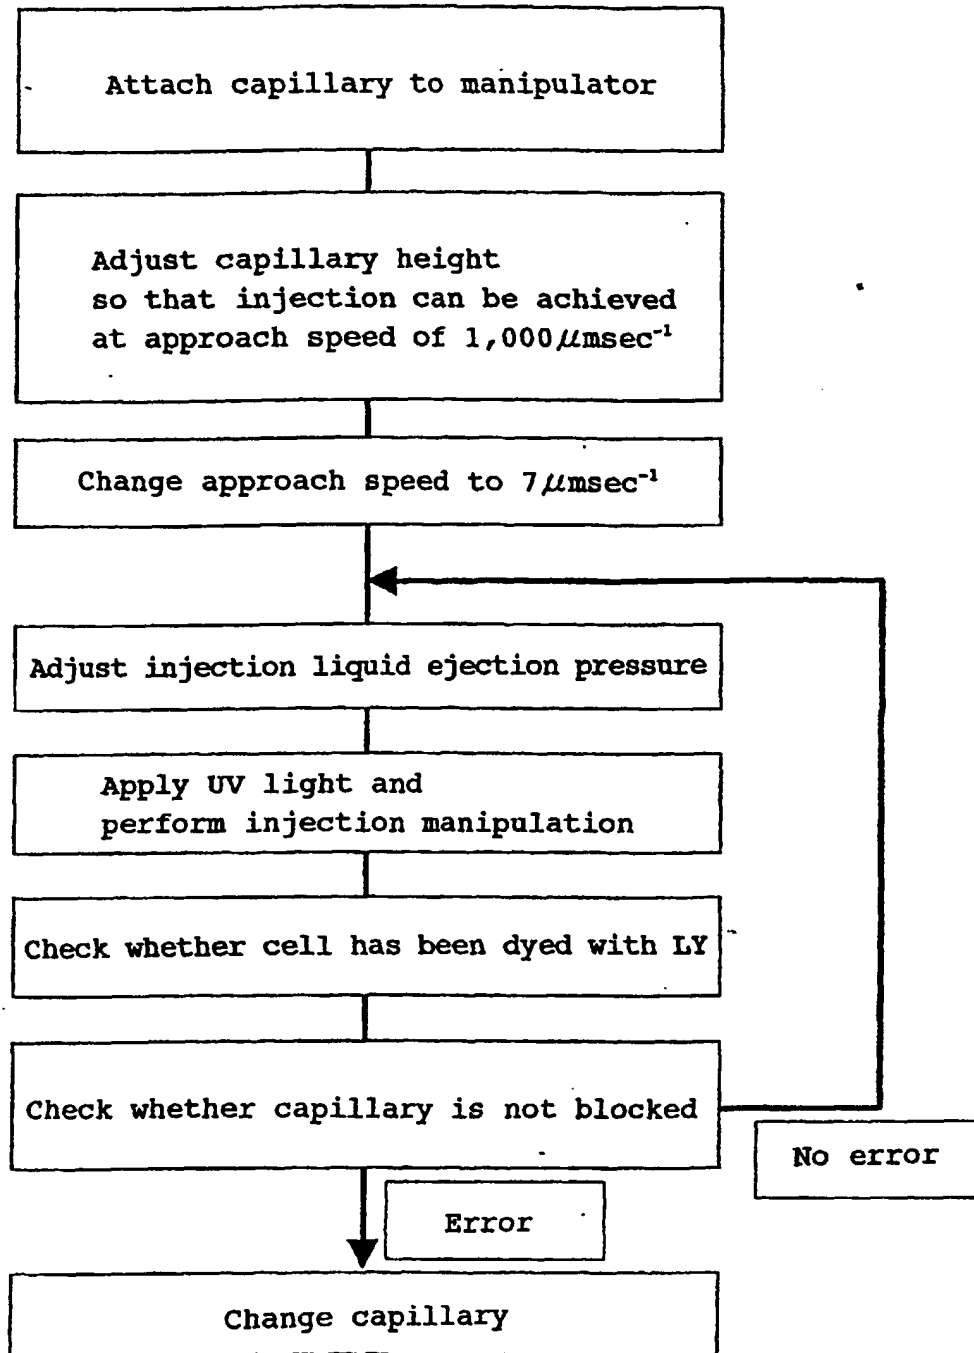 Attach capillary to manipulator
Adjust capillary height
so that injection can be achieved
at approach speed of 1,000μmsec⁻¹
Change approach speed to 7μmsec⁻¹
Adjust injection liquid ejection pressure
Apply UV light and
perform injection manipulation
Check whether cell has been dyed with LY
Check whether capillary is not blocked
No error
Error
Change capillary